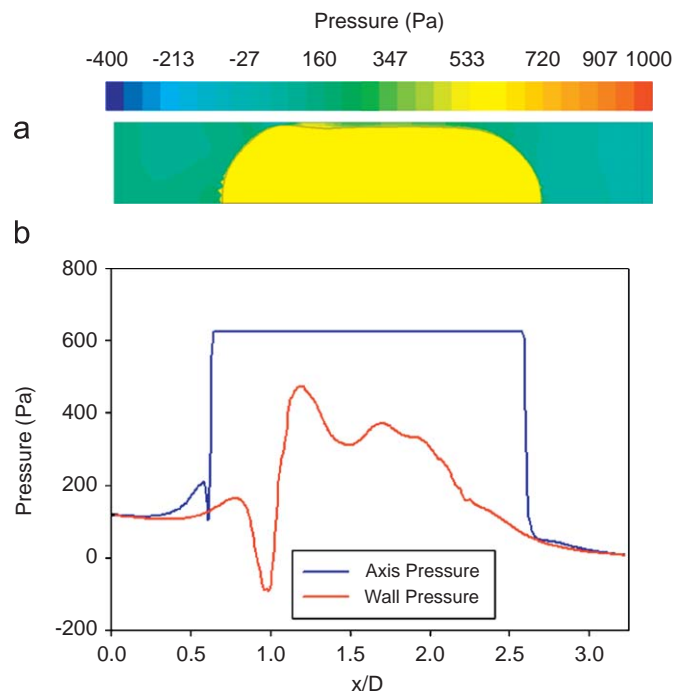 Pressure (Pa)
-400 -213 -27 160 347 533 720 907 1000
a
b
800
600
400
200
0
-200
Pressure (Pa)
Axis Pressure
Wall Pressure
0.0 0.5 1.0 1.5 2.0 2.5 3.0
x/D